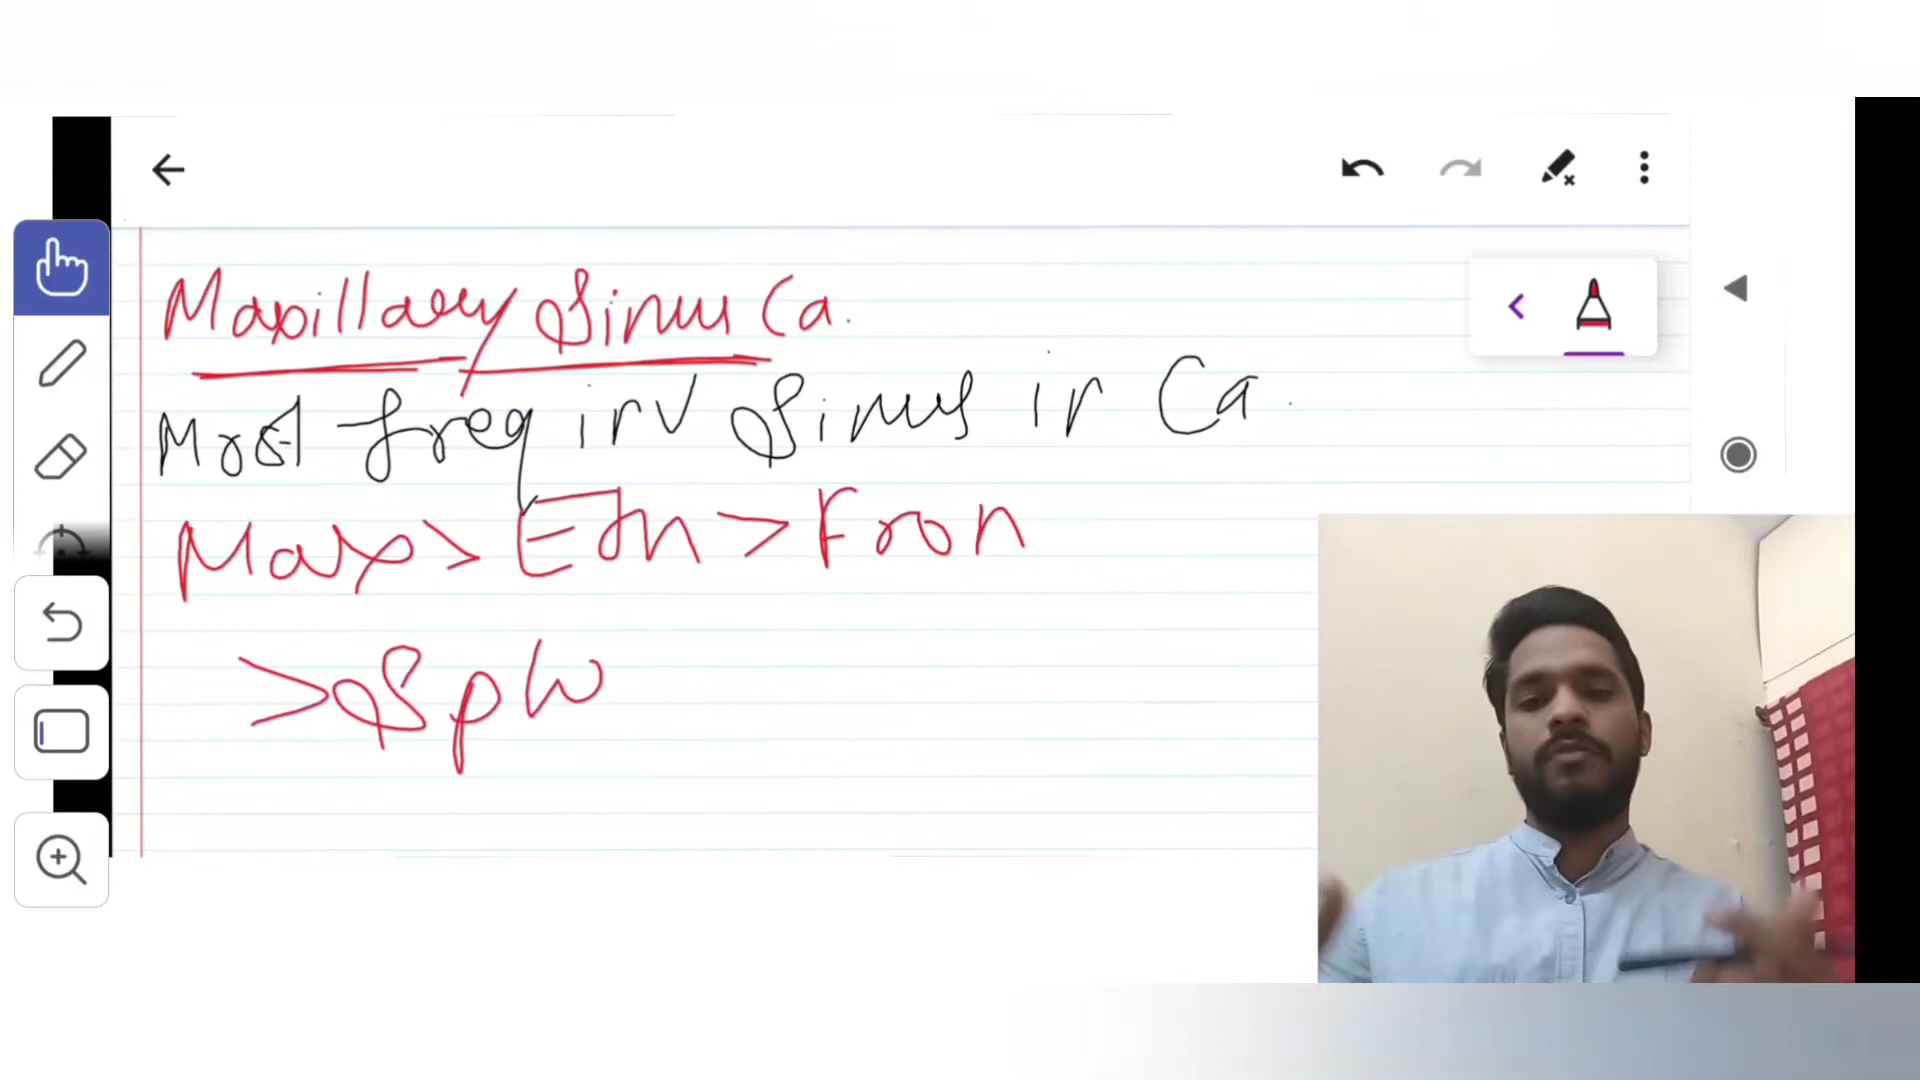 Maxillary Sinus Ca.
Most freq inv Sinus in Ca.
Max > Eth > Fron
> Sph